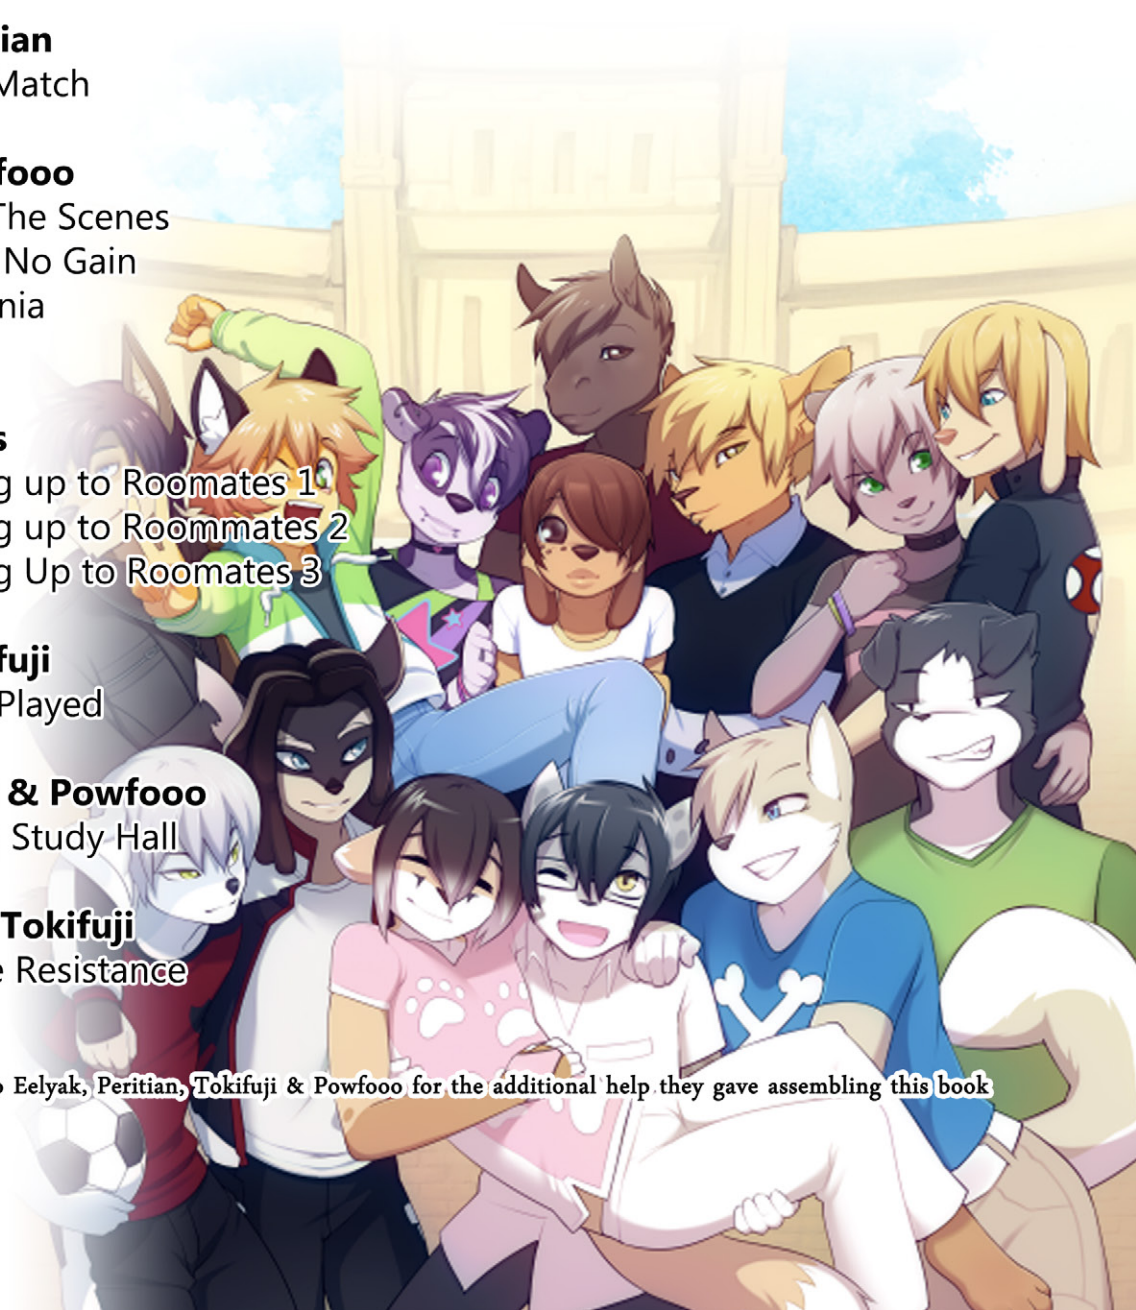 ian
Match
fooo
The Scenes
No Gain
nia
s
g up to Roomates 1
g up to Roommates 2
g Up to Roomates 3
fuji
Played
& Powfooo
Study Hall
Tokifuji
e Resistance
o Eelyak, Peritian, Tokifuji & Powfooo for the additional help they gave assembling this book